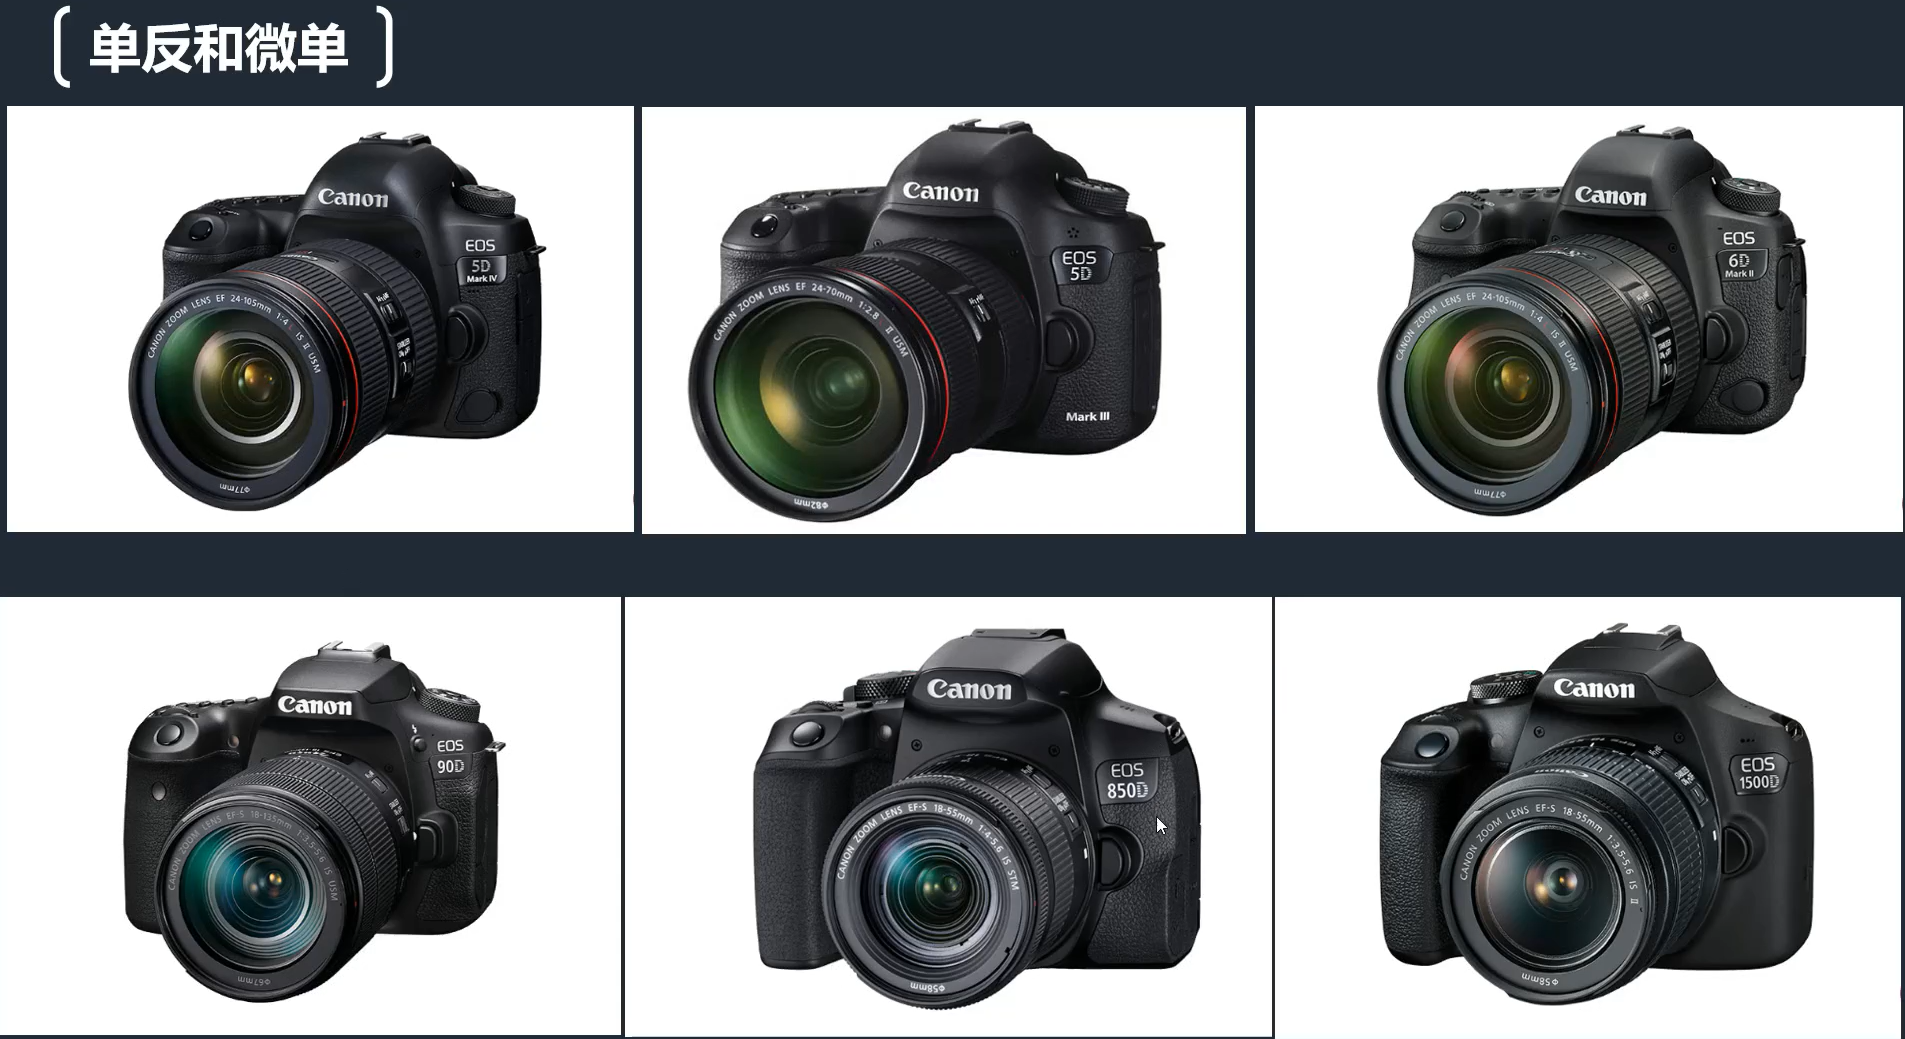 单反和微单
Canon
EOS
5D
Mark IV
CANON ZOOM LENS EF 24-105mm 1:4 L IS II USM
Φ77mm
Canon
EOS
5D
Mark III
CANON ZOOM LENS EF 24-70mm 1:2.8 L II USM
Φ82mm
Canon
EOS
6D
Mark II
CANON ZOOM LENS EF 24-105mm 1:4 L IS II USM
Φ77mm
Canon
EOS
90D
CANON ZOOM LENS EF-S 18-135mm 1:3.5-5.6 IS USM
Φ67mm
Canon
EOS
850D
CANON ZOOM LENS EF-S 18-55mm 1:4-5.6 IS STM
Φ58mm
Canon
EOS
1500D
CANON ZOOM LENS EF-S 18-55mm 1:3.5-5.6 IS II
Φ58mm